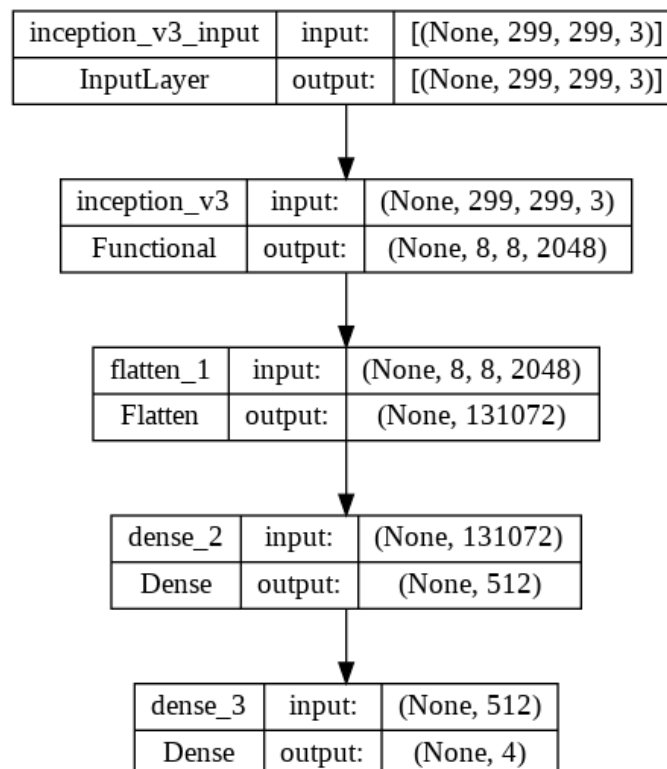 inception_v3_input input: [(None, 299, 299, 3)]
InputLayer output: [(None, 299, 299, 3)]
inception_v3 input: (None, 299, 299, 3)
Functional output: (None, 8, 8, 2048)
flatten_1 input: (None, 8, 8, 2048)
Flatten output: (None, 131072)
dense_2 input: (None, 131072)
Dense output: (None, 512)
dense_3 input: (None, 512)
Dense output: (None, 4)